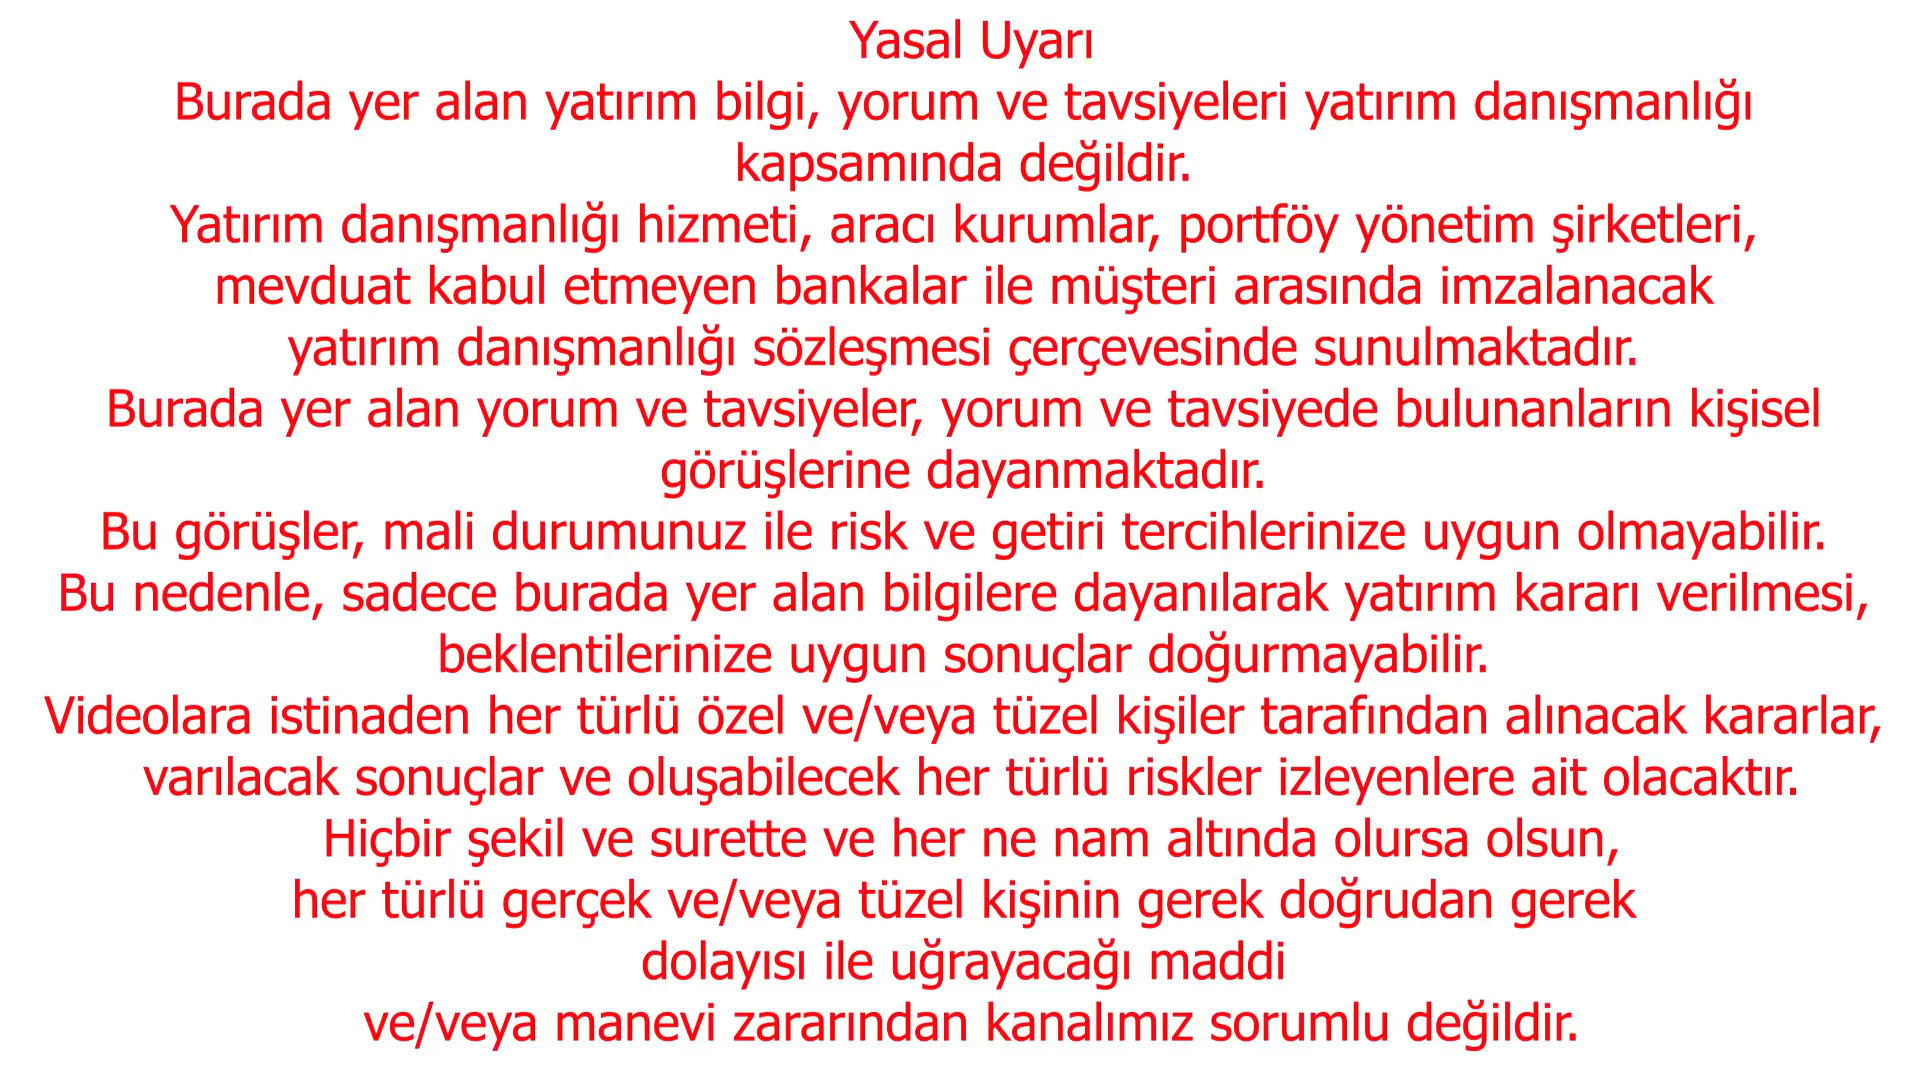 Yasal Uyarı
Burada yer alan yatırım bilgi, yorum ve tavsiyeleri yatırım danışmanlığı
kapsamında değildir.
Yatırım danışmanlığı hizmeti, aracı kurumlar, portföy yönetim şirketleri,
mevduat kabul etmeyen bankalar ile müşteri arasında imzalanacak
yatırım danışmanlığı sözleşmesi çerçevesinde sunulmaktadır.
Burada yer alan yorum ve tavsiyeler, yorum ve tavsiyede bulunanların kişisel
görüşlerine dayanmaktadır.
Bu görüşler, mali durumunuz ile risk ve getiri tercihlerinize uygun olmayabilir.
Bu nedenle, sadece burada yer alan bilgilere dayanılarak yatırım kararı verilmesi,
beklentilerinize uygun sonuçlar doğurmayabilir.
Videolara istinaden her türlü özel ve/veya tüzel kişiler tarafından alınacak kararlar,
varılacak sonuçlar ve oluşabilecek her türlü riskler izleyenlere ait olacaktır.
Hiçbir şekil ve surette ve her ne nam altında olursa olsun,
her türlü gerçek ve/veya tüzel kişinin gerek doğrudan gerek
dolayısı ile uğrayacağı maddi
ve/veya manevi zararından kanalımız sorumlu değildir.